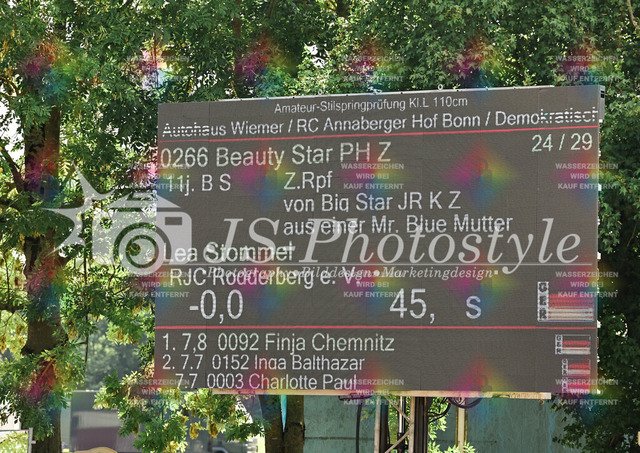 Amateur-Stilspringprüfung Kl.L 110cm
Autohaus Wiemer / RC Annaberger Hof Bonn / Demokratisch
0266 Beauty Star PH Z 24 / 29
11j. B S Z.Rpf
von Big Star JR K Z
aus einer Mr. Blue Mutter
JS-Photostyle
Lea Stommel
•Photographie•Bilddesign•Marketingdesign•
RJC Rodderberg e. V.
-0,0 45, s
GER
1. 7,8 0092 Finja Chemnitz
2. 7,7 0152 Inga Balthazar
7,7 0003 Charlotte Paul
WASSERZEICHEN
WIRD BEI
KAUF ENTFERNT